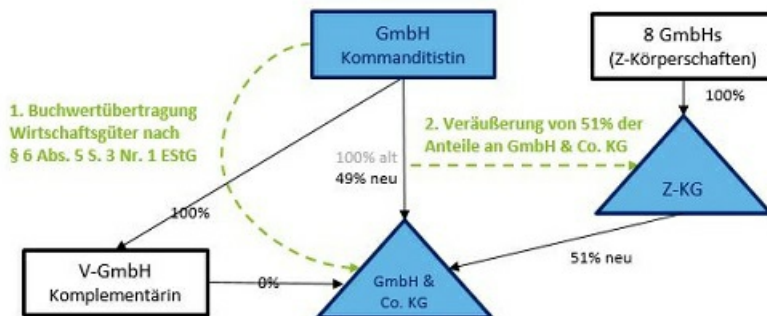 GmbH
Kommanditistin
8 GmbHs
(Z-Körperschaften)
1. Buchwertübertragung
Wirtschaftsgüter nach
§ 6 Abs. 5 S. 3 Nr. 1 EStG
100%
2. Veräußerung von 51% der
Anteile an GmbH & Co. KG
100% alt
49% neu
Z-KG
100%
V-GmbH
Komplementärin
0%
GmbH &
Co. KG
51% neu